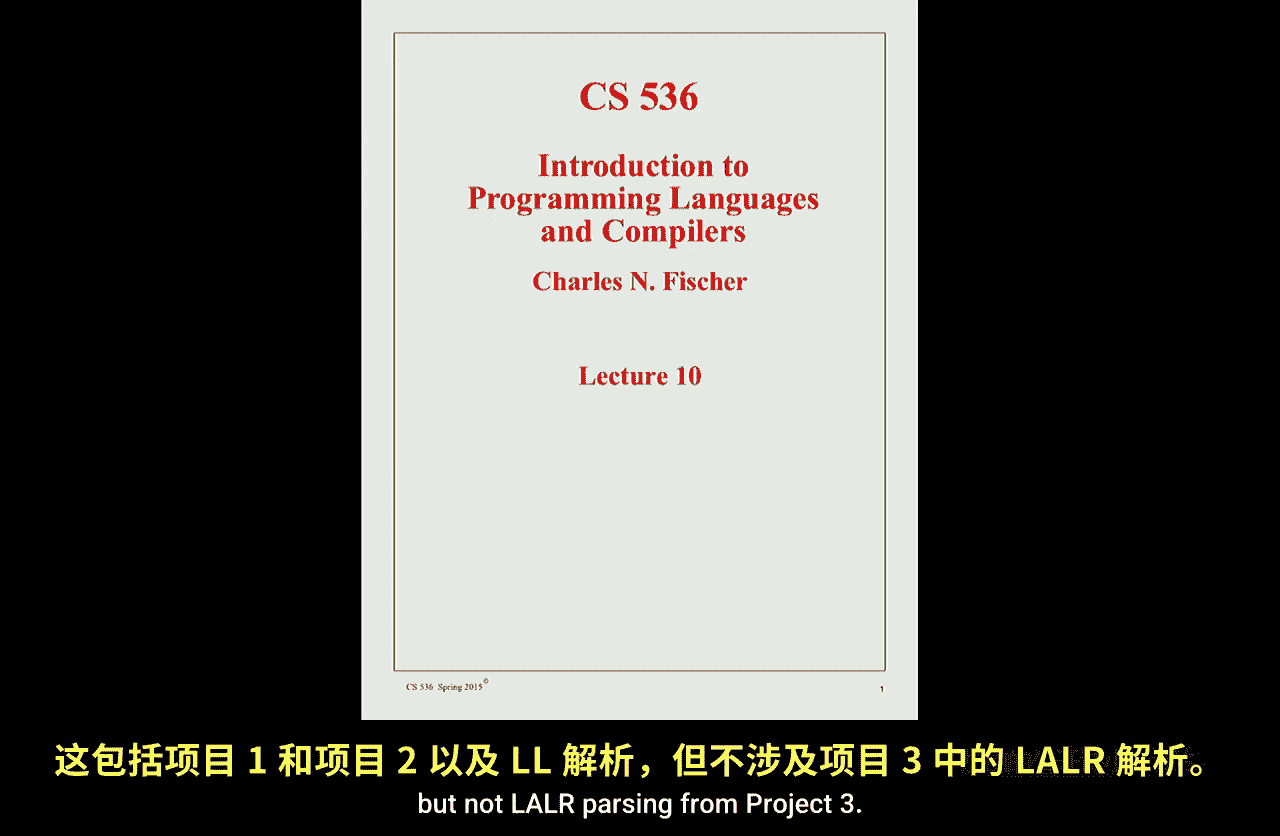 CS 536
Introduction to
Programming Languages
and Compilers
Charles N. Fischer
Lecture 10
CS 536 Spring 2015©
1
这包括项目 1 和项目 2 以及 LL 解析，但不涉及项目 3 中的 LALR 解析。
but not LALR parsing from Project 3.